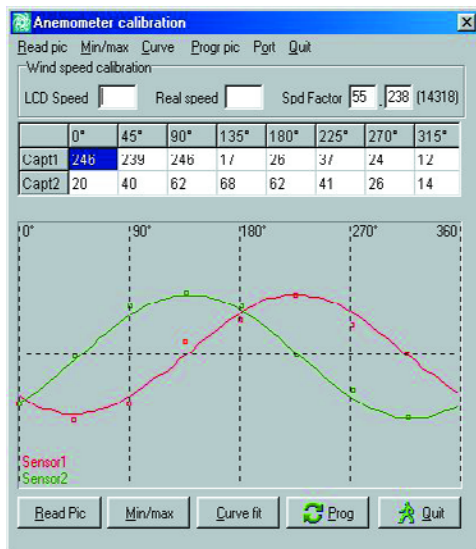 Anemometer calibration
Read pic Min/max Curve Progr pic Port Quit
Wind speed calibration
LCD Speed Real speed Spd Factor 55 . 238 (14318)
0° 45° 90° 135° 180° 225° 270° 315°
Capt1 246 239 246 17 26 37 24 12
Capt2 20 40 62 68 62 41 26 14
0° 90° 180° 270° 360
Sensor1
Sensor2
Read Pic Min/max Curve fit Prog Quit